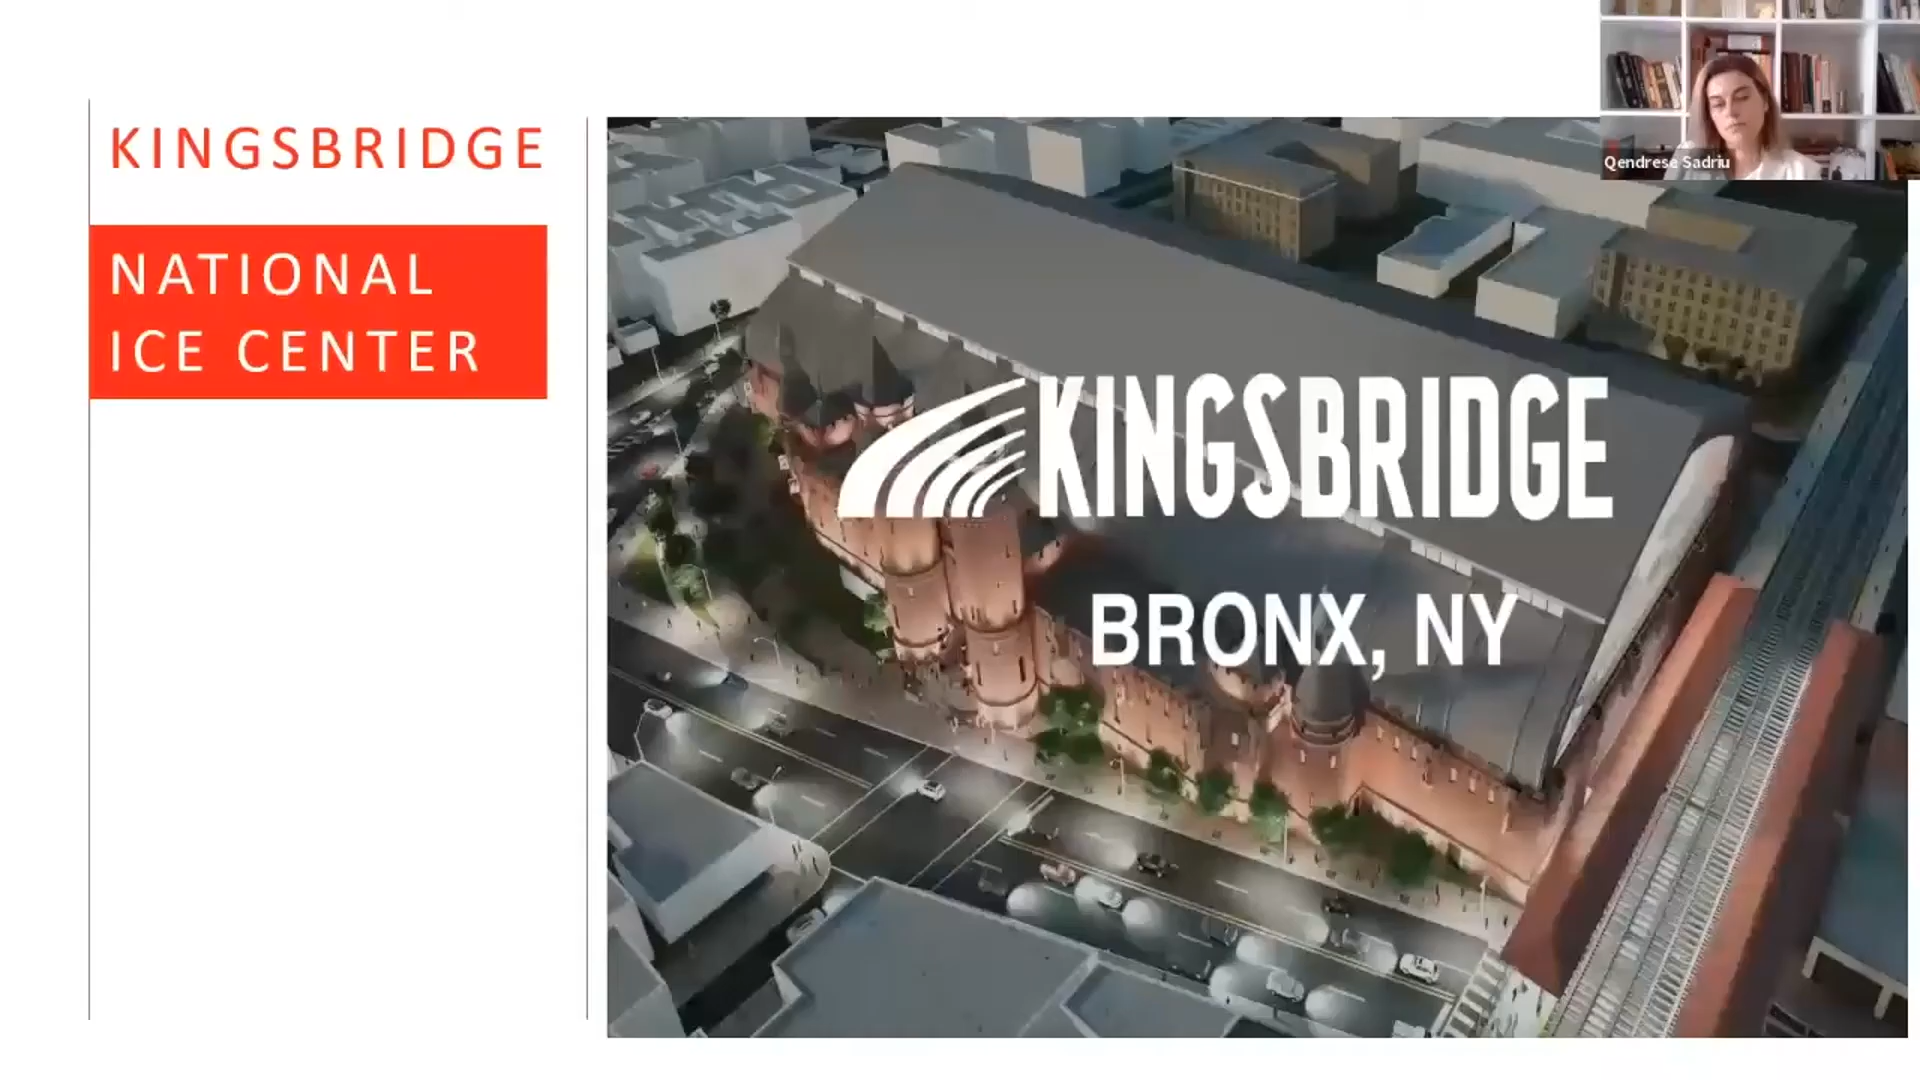 KINGSBRIDGE
NATIONAL
ICE CENTER
KINGSBRIDGE
BRONX, NY
Qendrese Sadriu